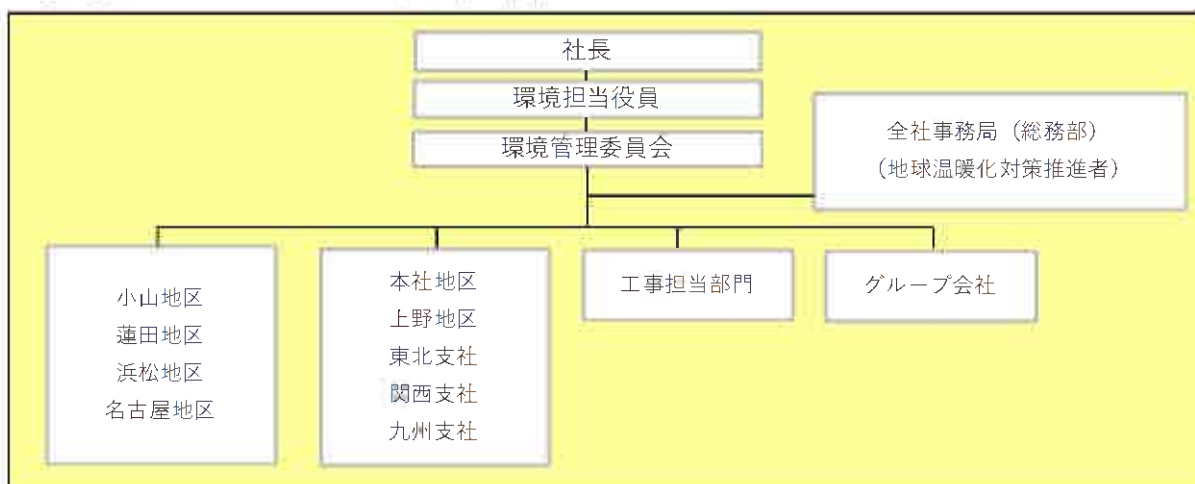 社長
環境担当役員
環境管理委員会
全社事務局（総務部）
（地球温暖化対策推進者）
小山地区
蓮田地区
浜松地区
名古屋地区
本社地区
上野地区
東北支社
関西支社
九州支社
工事担当部門
グループ会社